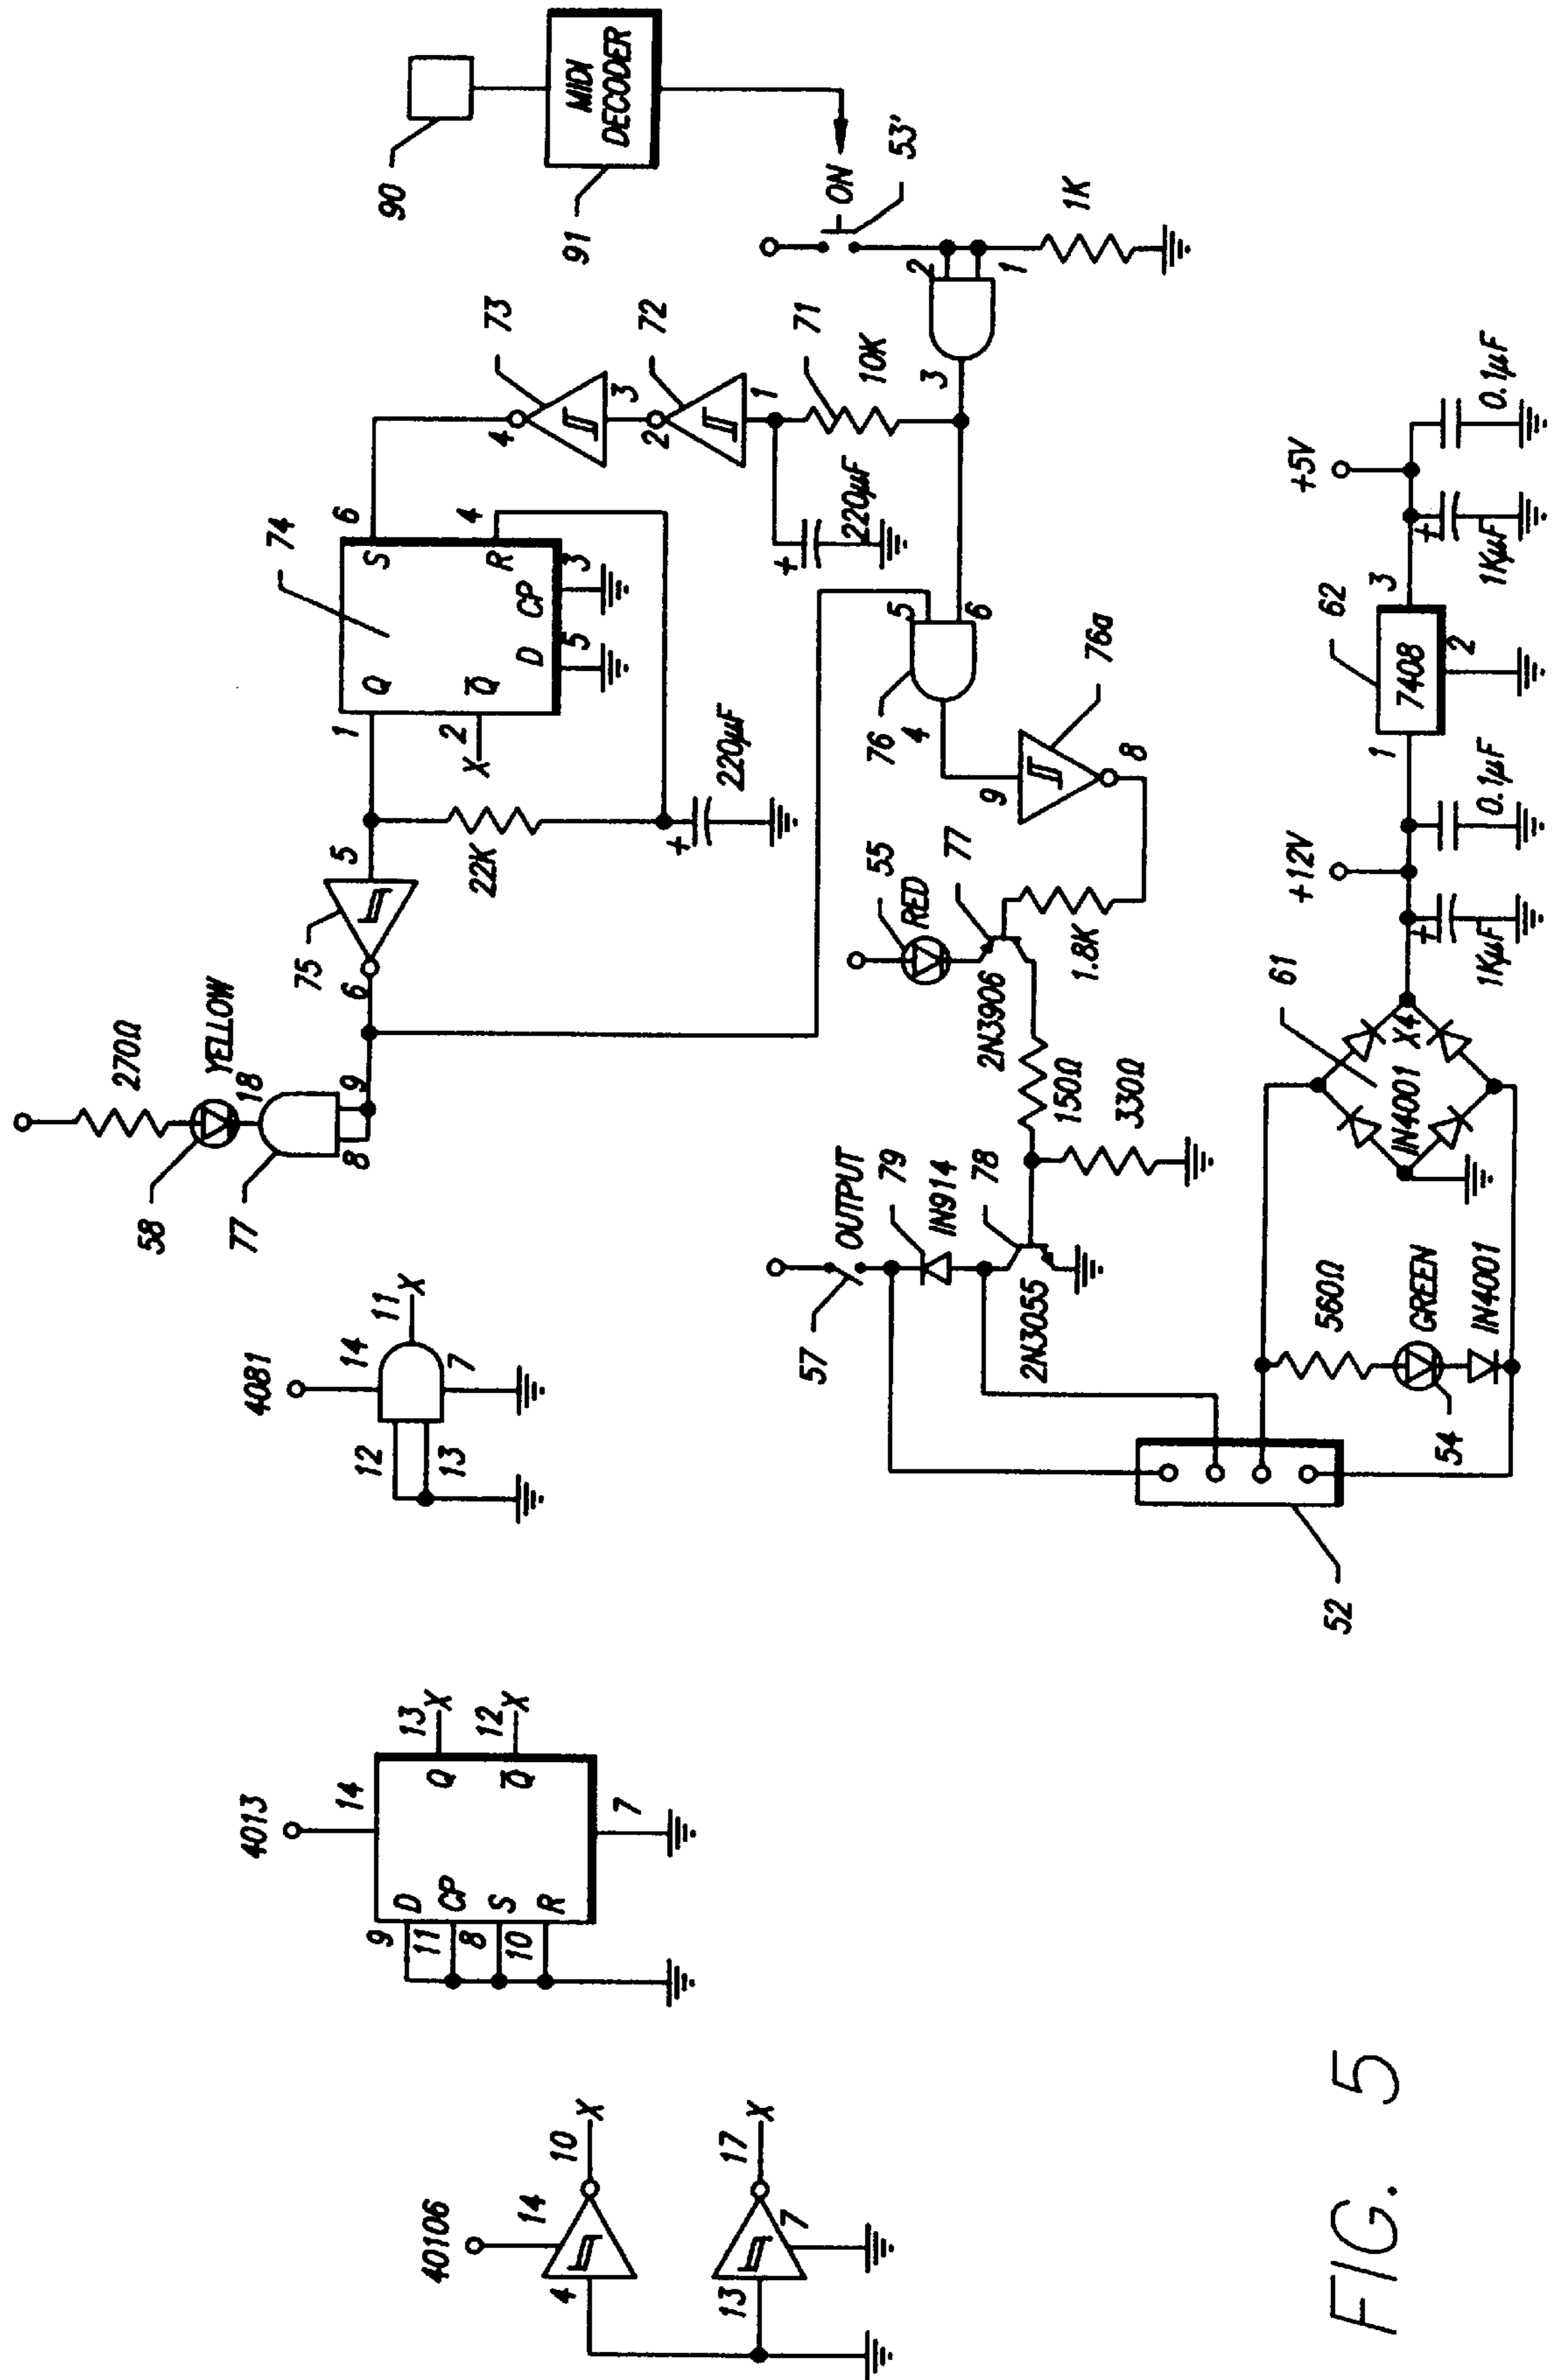 90
MIDI
DECODER
91
ON
53'
2
1
1K
3
10K
71
1
220µF
+
72
2
3
73
4
74
6
S
4
R
Q
Q
CP
3
D
5
1
2
X
22K
220µF
+
5
75
6
270Ω
YELLOW
58
18
77
9
8
5
6
76
4
76a
9
8
55
RED
77
2N3906
1.8K
150Ω
330Ω
OUTPUT
57
79
IN914
78
2N3055
4081
14
11
X
12
13
7
4013
14
13
X
Q
12
X
Q
9
D
11
CP
8
S
10
R
7
40106
14
10
X
4
17
X
13
7
+5V
0.1µF
+
1KµF
62
3
7408
2
1
+12V
0.1µF
+
1KµF
61
IN4001
X4
560Ω
GREEN
IN4001
54
52
FIG. 5